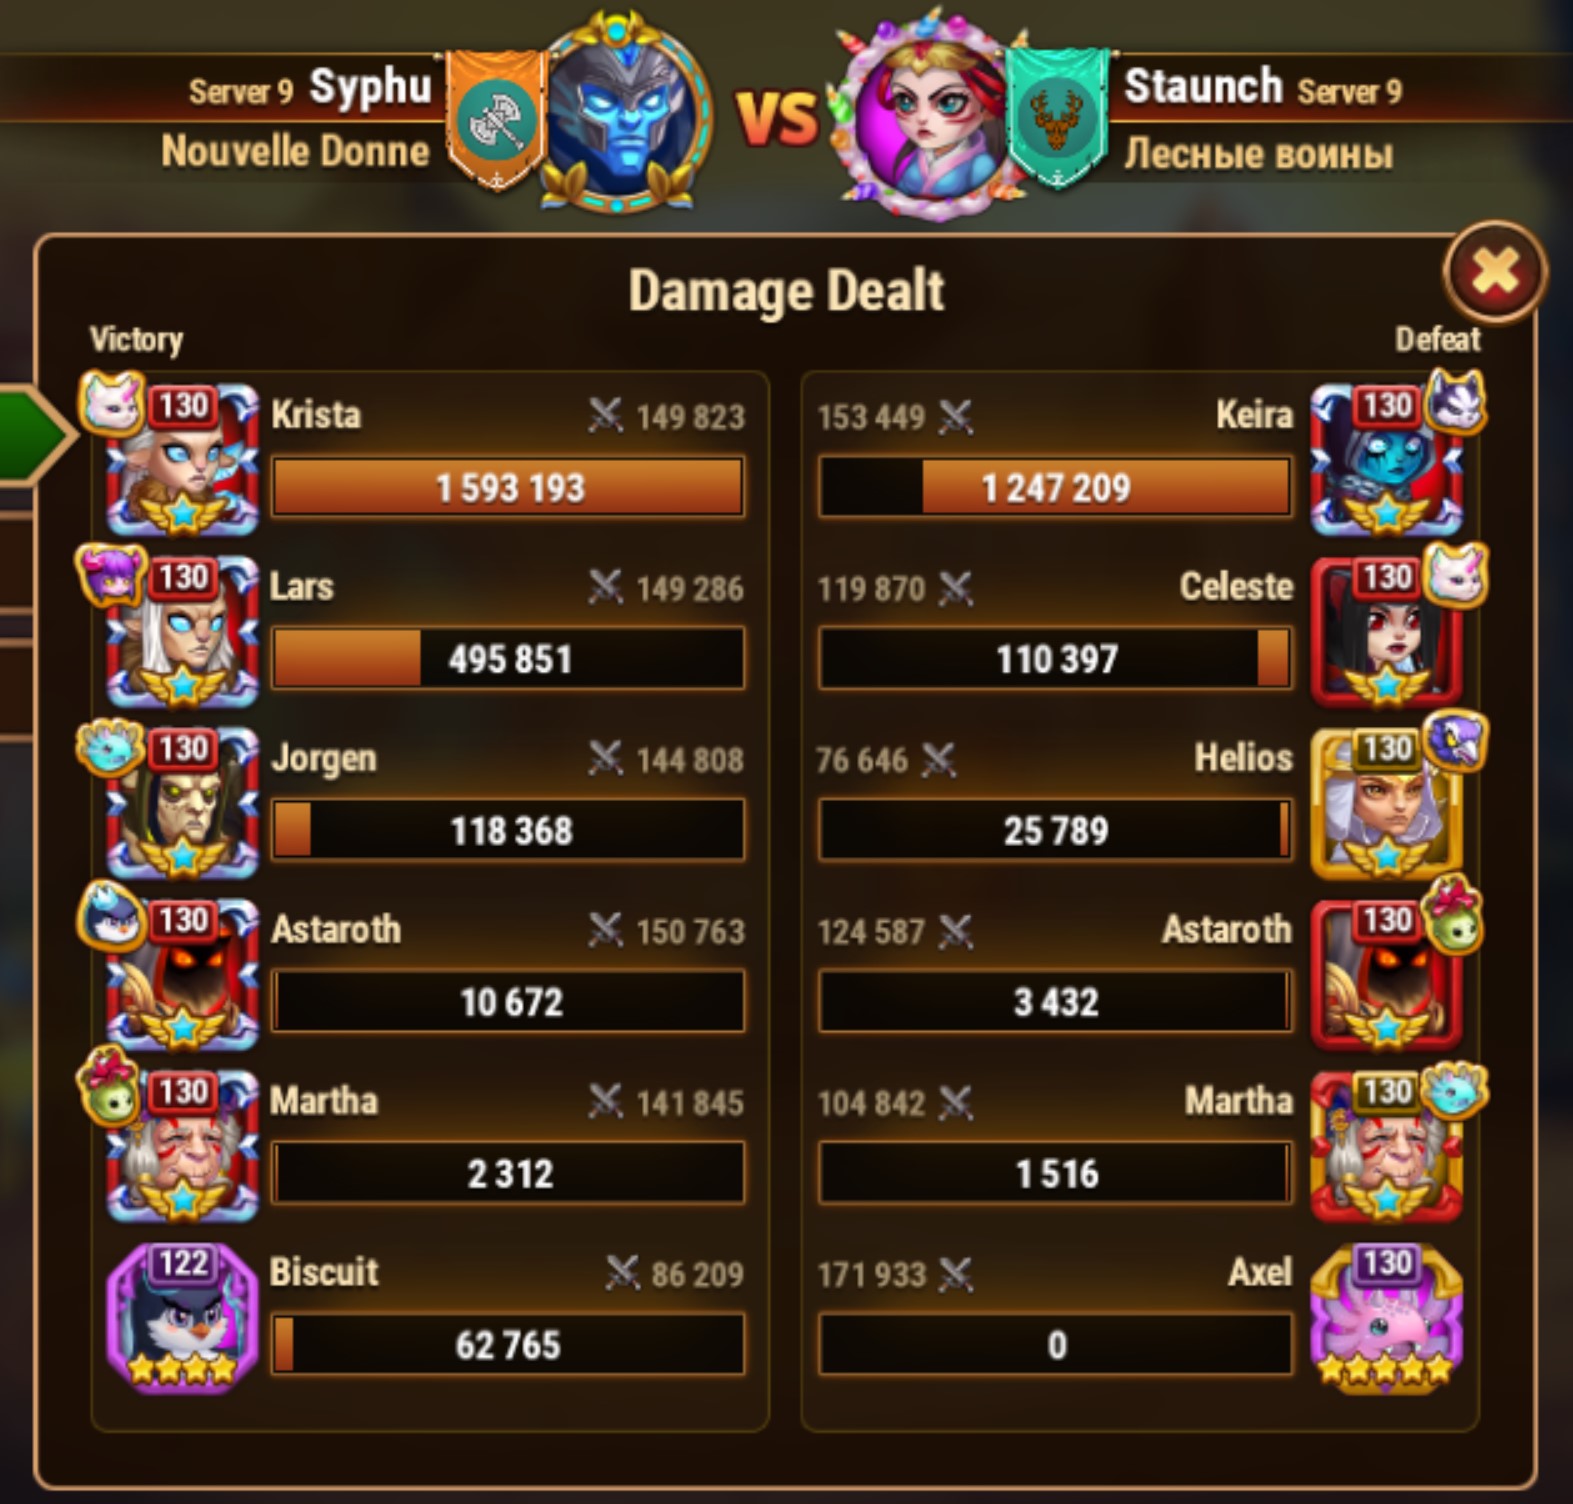 Server 9 Syphu
Nouvelle Donne
VS
Staunch Server 9
Лесные воины
Damage Dealt
Victory
Defeat
130 Krista 149 823
1 593 193
130 Lars 149 286
495 851
130 Jorgen 144 808
118 368
130 Astaroth 150 763
10 672
130 Martha 141 845
2 312
122 Biscuit 86 209
62 765
153 449 Keira 130
1 247 209
119 870 Celeste 130
110 397
76 646 Helios 130
25 789
124 587 Astaroth 130
3 432
104 842 Martha 130
1 516
171 933 Axel 130
0